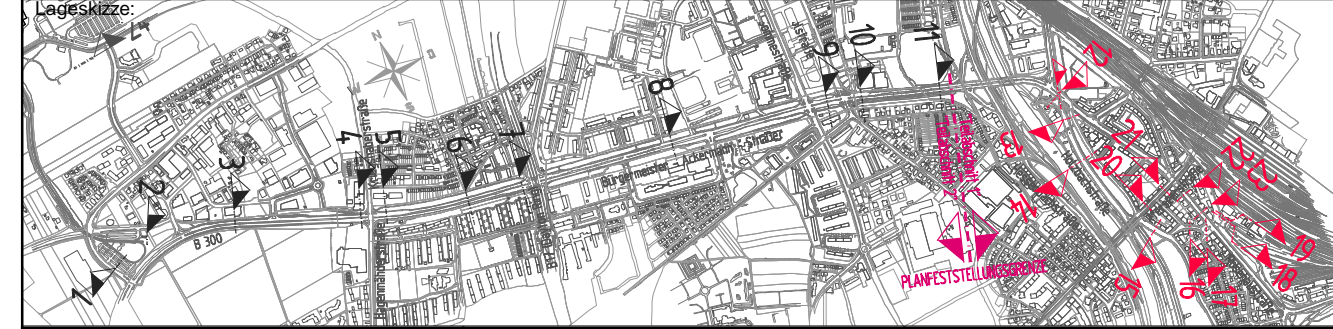 Lageskizze:
47
N
O
W
S
1
2
3
B 300
4
5
6
7
8
Bürgermeister - Ackermann - Straße
9
10
11
Teilabschnitt 1
Teilabschnitt 2
PLANFESTSTELLUNGSGRENZE
12
13
14
15
16
17
18
19
20
21
22
23